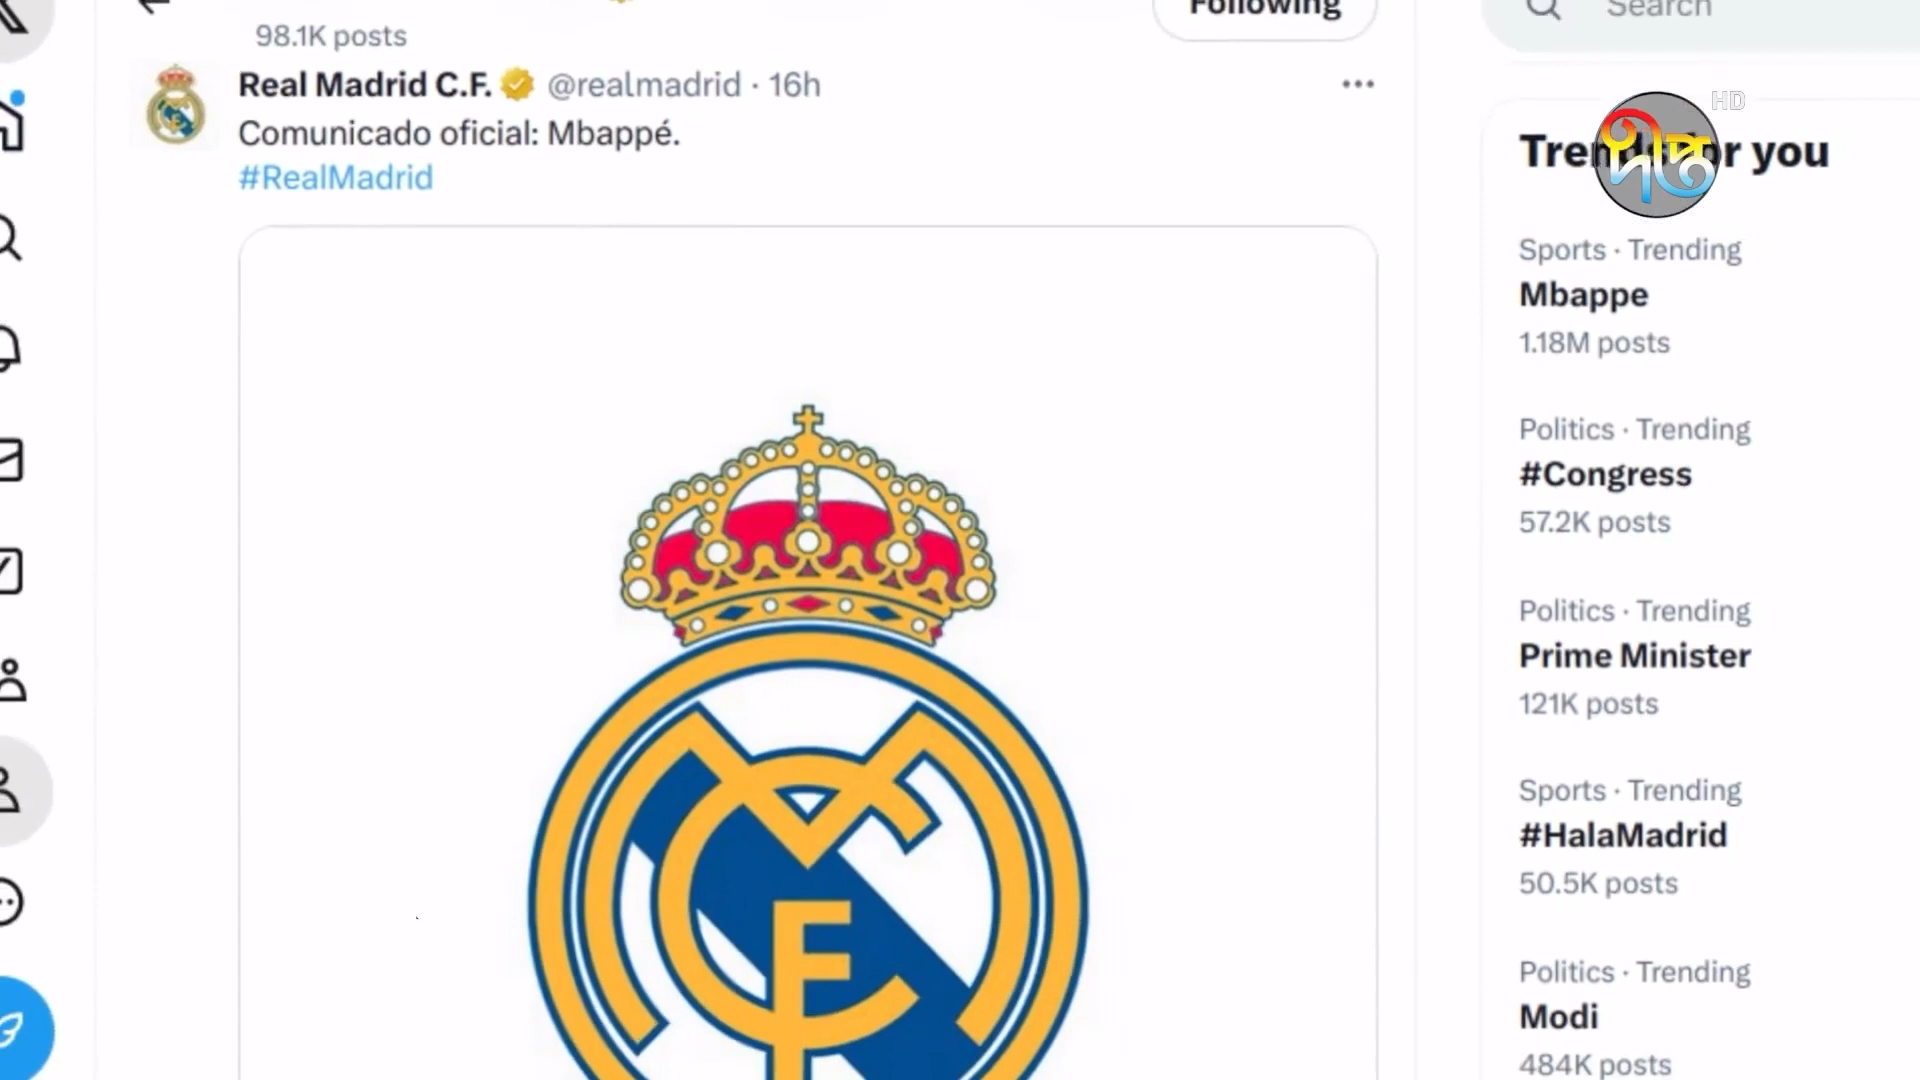 Following
Search
98.1K posts
Real Madrid C.F. @realmadrid · 16h
Comunicado oficial: Mbappé.
#RealMadrid
HD
দীপ্ত
Trends for you
Sports · Trending
Mbappe
1.18M posts
Politics · Trending
#Congress
57.2K posts
Politics · Trending
Prime Minister
121K posts
Sports · Trending
#HalaMadrid
50.5K posts
Politics · Trending
Modi
484K posts